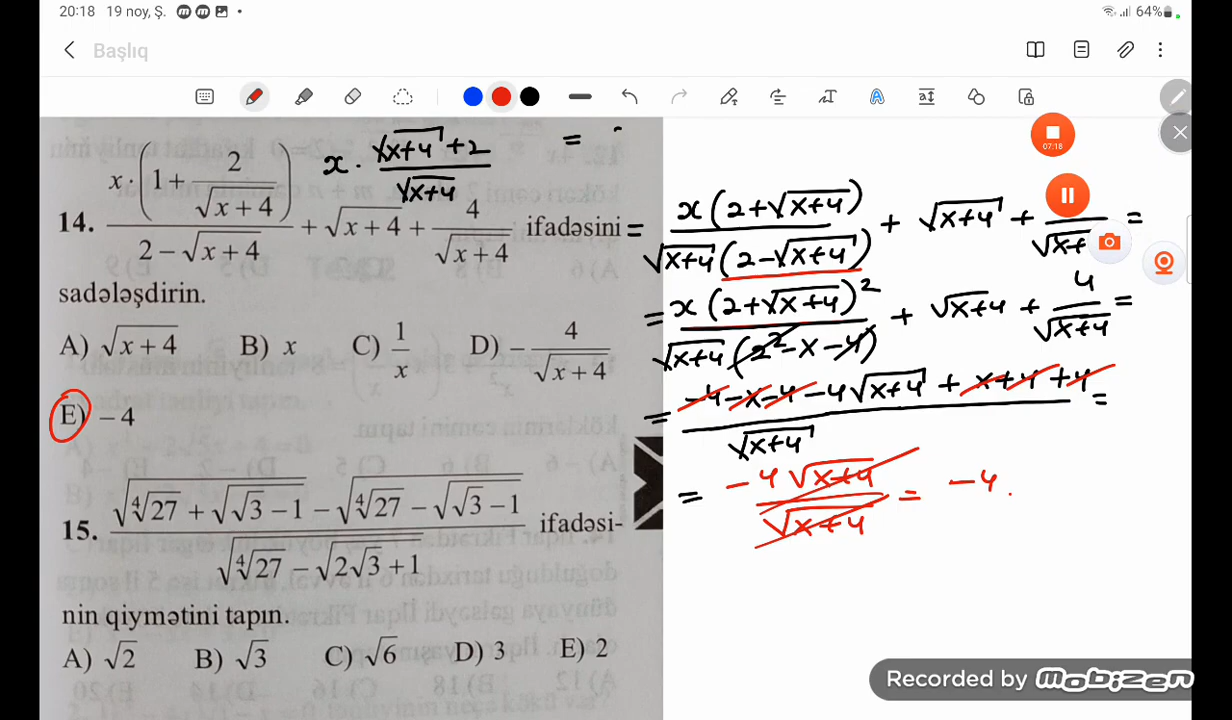 20:18 19 noy, Ş. 64%
Başlıq
x · (1 + 2/√(x+4)) x · (√(x+4) + 2)/√(x+4) =
14. ―――――――― + √(x+4) + 4/√(x+4) ifadəsini = x(2+√(x+4)) / √(x+4)(2−√(x+4)) + √(x+4) + =
2 − √(x+4)
sadələşdirin. = x(2+√(x+4))² / √(x+4)(2²−x−4) + √(x+4) + 4/√(x+4) =
A) √(x+4) B) x C) 1/x D) −4/√(x+4)
E) −4
= (−4−x−4−4√(x+4)+x+4+4) / √(x+4) =
= −4√(x+4) / √(x+4) = −4.
15. (√(⁴√27 + √(√3−1)) − √(⁴√27 − √(√3−1))) / √(⁴√27 − √(2√3+1)) ifadəsi-
nin qiymətini tapın.
A) √2 B) √3 C) √6 D) 3 E) 2
07:18
Recorded by mobizen